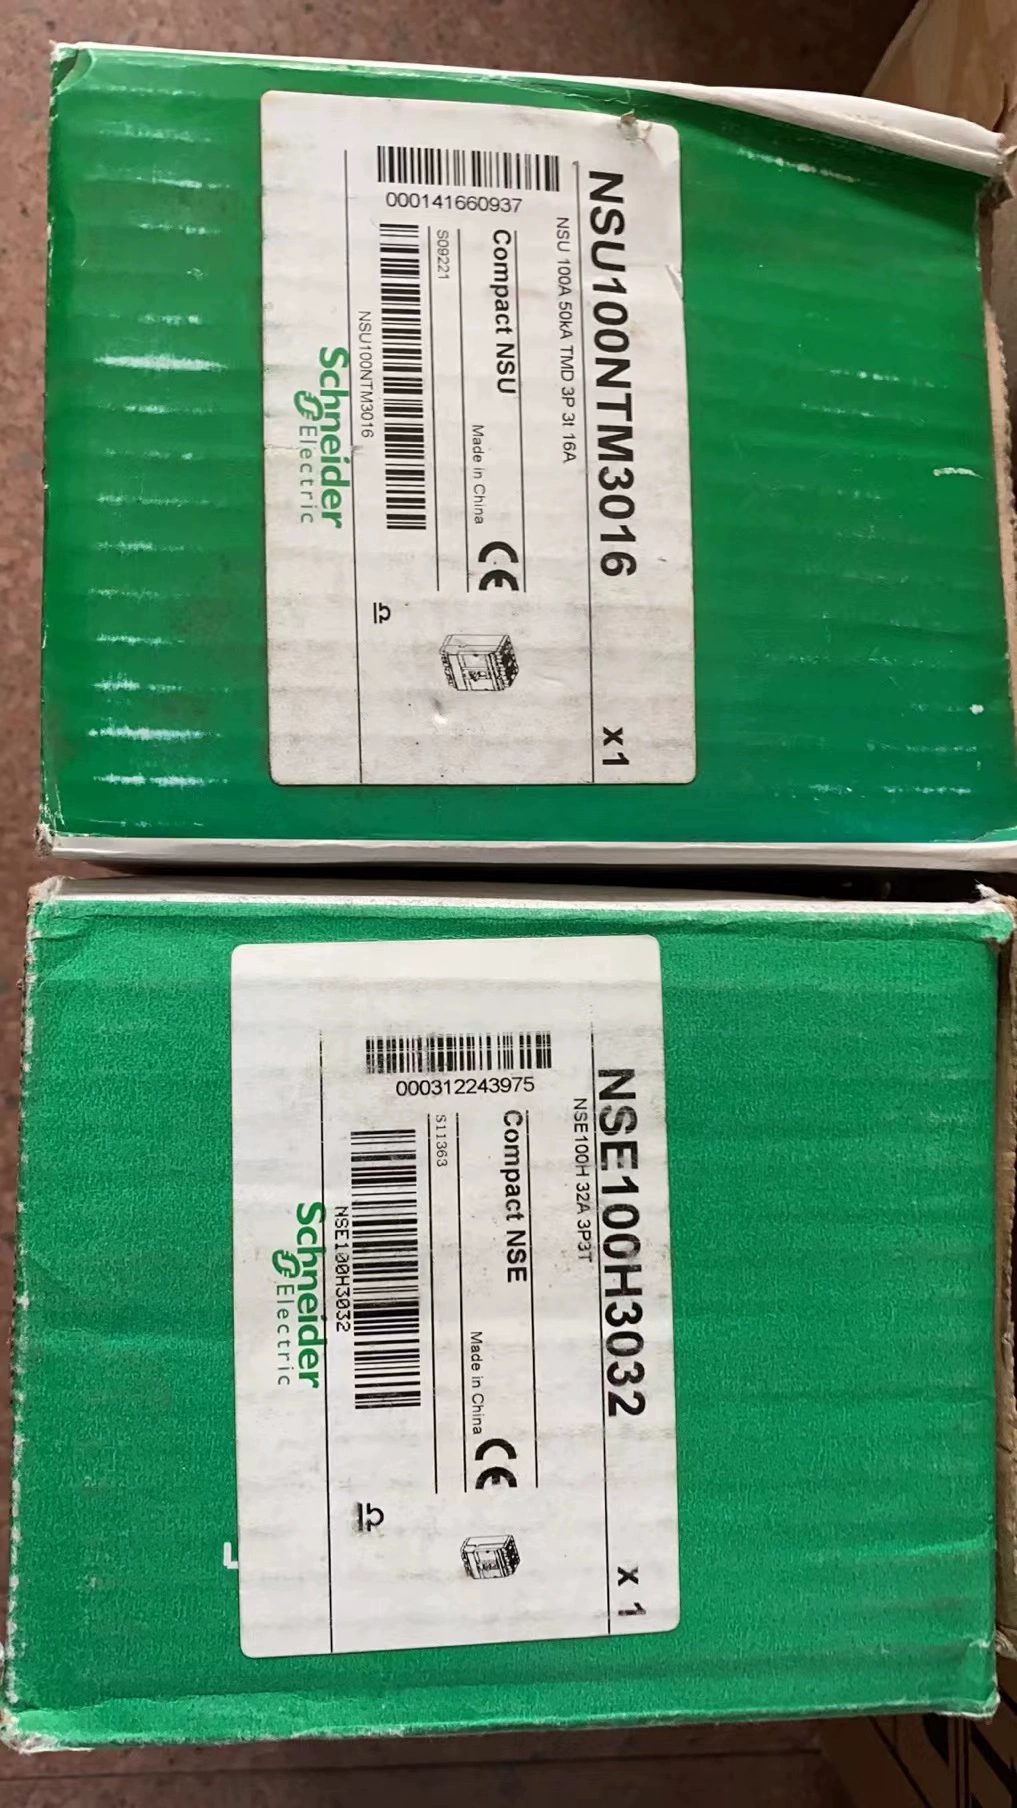 NSU100NTM3016 x 1
NSU 100A 50kA TMD 3P 3t 16A
000141660937
Compact NSU
Made in China CE
S09221
NSU100NTM3016
Schneider
Electric
NSE100H3032 x 1
NSE100H 32A 3P3T
000312243975
Compact NSE
Made in China CE
S11363
NSE100H3032
Schneider
Electric